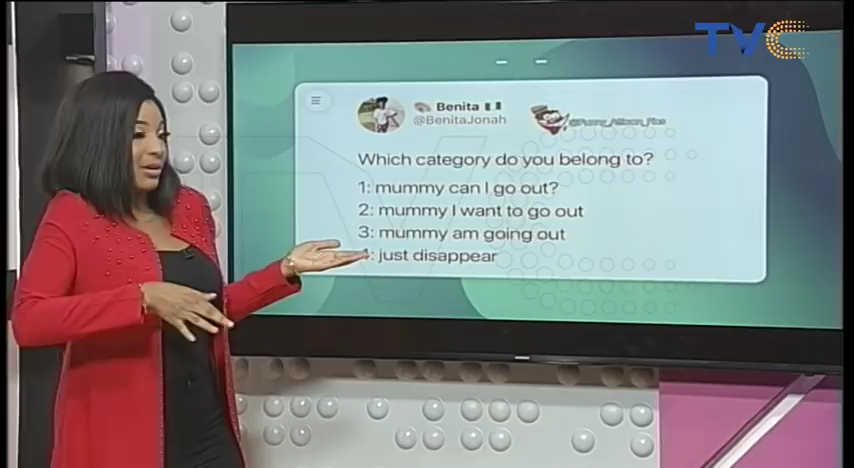 TVC
Benita
@BenitaJonah
@Funny_African_Pics
Which category do you belong to?
1: mummy can I go out?
2: mummy I want to go out
3: mummy am going out
4: just disappear